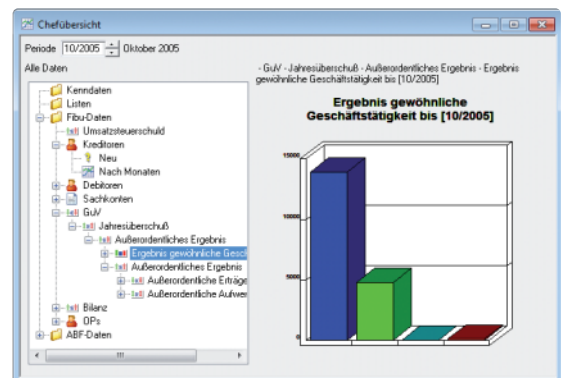 Chefübersicht
Periode 10/2005 Oktober 2005
Alle Daten
Kenndaten
Listen
Fibu-Daten
Umsatzsteuerschuld
Kreditoren
Neu
Nach Monaten
Debitoren
Sachkonten
GuV
Jahresüberschuß
Außerordentliches Ergebnis
Ergebnis gewöhnliche Gesch
Außerordentliches Ergebnis
Außerordentliche Erträge
Außerordentliche Aufwer
Bilanz
OPs
ABF-Daten
- GuV - Jahresüberschuß - Außerordentliches Ergebnis - Ergebnis
gewöhnliche Geschäftstätigkeit bis [10/2005]
Ergebnis gewöhnliche
Geschäftstätigkeit bis [10/2005]
15000
10000
5000
0